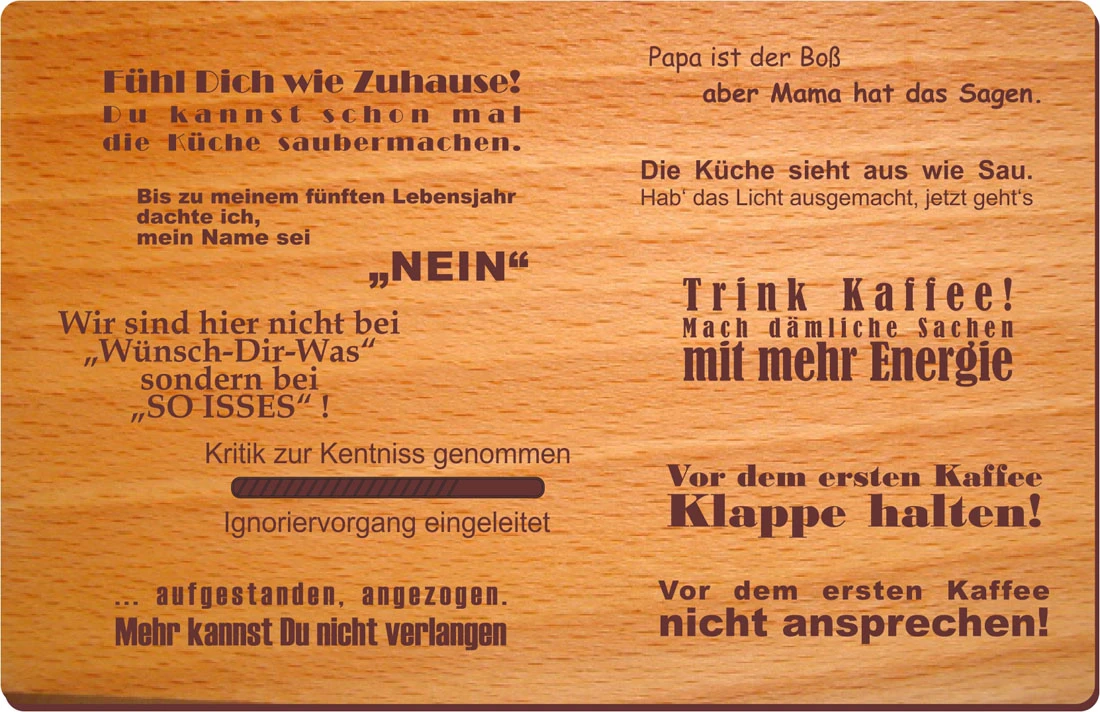 Fühl Dich wie Zuhause!
Du kannst schon mal
die Küche saubermachen.
Bis zu meinem fünften Lebensjahr
dachte ich,
mein Name sei
„NEIN“
Wir sind hier nicht bei
„Wünsch-Dir-Was“
sondern bei
„SO ISSES“ !
Kritik zur Kentniss genommen
Ignoriervorgang eingeleitet
... aufgestanden, angezogen.
Mehr kannst Du nicht verlangen
Papa ist der Boß
aber Mama hat das Sagen.
Die Küche sieht aus wie Sau.
Hab‘ das Licht ausgemacht, jetzt geht‘s
Trink Kaffee!
Mach dämliche Sachen
mit mehr Energie
Vor dem ersten Kaffee
Klappe halten!
Vor dem ersten Kaffee
nicht ansprechen!